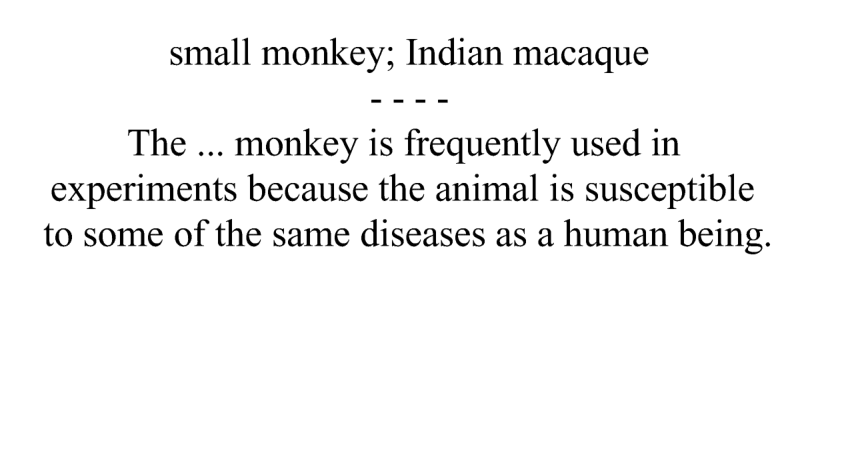 small monkey; Indian macaque
- - - -
The ... monkey is frequently used in
experiments because the animal is susceptible
to some of the same diseases as a human being.